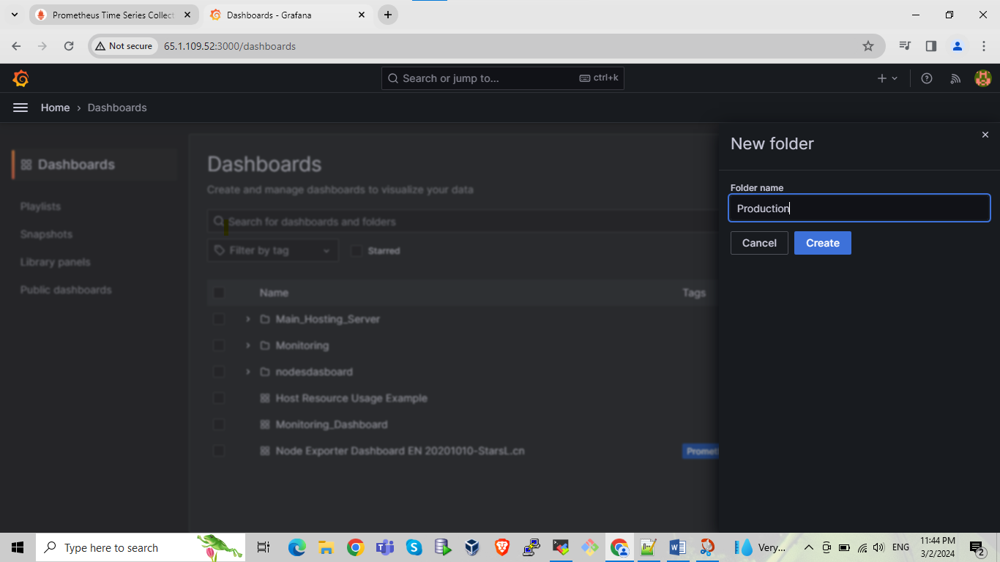 Prometheus Time Series Collect
Dashboards - Grafana
Not secure
65.1.109.52:3000/dashboards
Search or jump to...
ctrl+k
Home › Dashboards
New folder
Dashboards
Playlists
Snapshots
Library panels
Public dashboards
Dashboards
Create and manage dashboards to visualize your data
Search for dashboards and folders
Filter by tag
Starred
Name
Tags
Main_Hosting_Server
Monitoring
nodesdasboard
Host Resource Usage Example
Monitoring_Dashboard
Node Exporter Dashboard EN 20201010-StarsL.cn
Promet
Folder name
Production
Cancel
Create
Type here to search
Very...
ENG
11:44 PM
3/2/2024
2